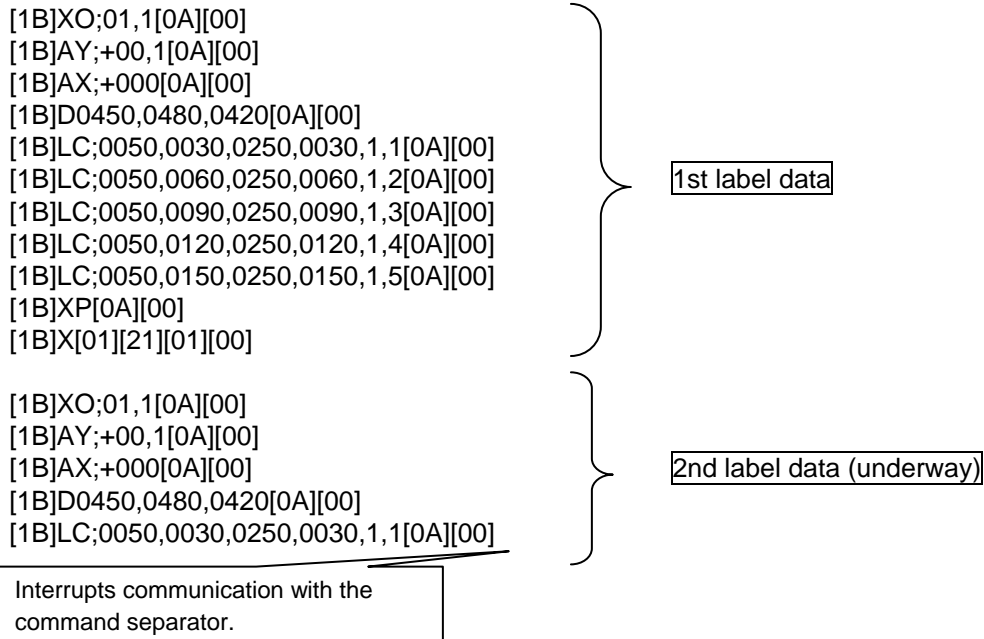 [1B]XO;01,1[0A][00]
[1B]AY;+00,1[0A][00]
[1B]AX;+000[0A][00]
[1B]D0450,0480,0420[0A][00]
[1B]LC;0050,0030,0250,0030,1,1[0A][00]
[1B]LC;0050,0060,0250,0060,1,2[0A][00]
[1B]LC;0050,0090,0250,0090,1,3[0A][00]
[1B]LC;0050,0120,0250,0120,1,4[0A][00]
[1B]LC;0050,0150,0250,0150,1,5[0A][00]
[1B]XP[0A][00]
[1B]X[01][21][01][00]
1st label data
[1B]XO;01,1[0A][00]
[1B]AY;+00,1[0A][00]
[1B]AX;+000[0A][00]
[1B]D0450,0480,0420[0A][00]
[1B]LC;0050,0030,0250,0030,1,1[0A][00]
2nd label data (underway)
Interrupts communication with the
command separator.